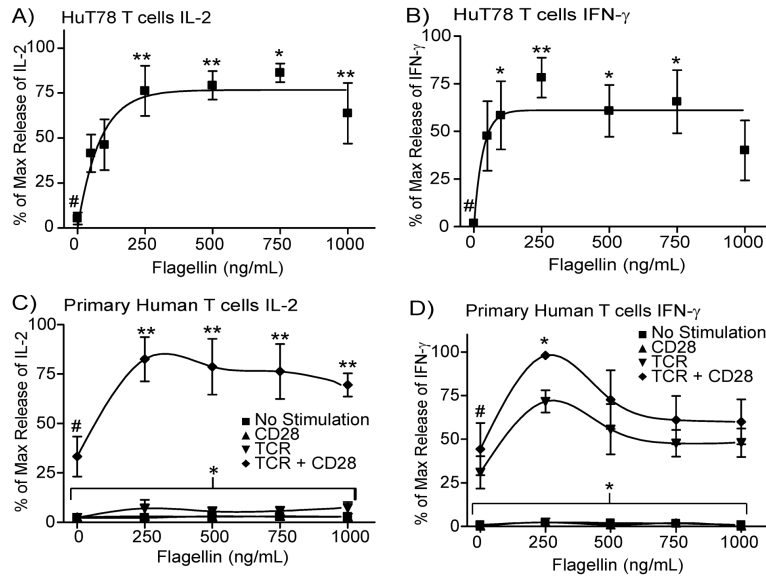 A) HuT78 T cells IL-2
% of Max Release of IL-2
100
75
50
25
0
#
**
**
*
**
0 250 500 750 1000
Flagellin (ng/mL)
B) HuT78 T cells IFN-γ
% of Max Release of IFN-γ
100
75
50
25
0
#
*
**
*
*
0 250 500 750 1000
Flagellin (ng/mL)
C) Primary Human T cells IL-2
% of Max Release of IL-2
100
75
50
25
0
#
**
**
**
**
No Stimulation
CD28
TCR
TCR + CD28
*
0 250 500 750 1000
Flagellin (ng/mL)
D) Primary Human T cells IFN-γ
% of Max Release of IFN-γ
100
75
50
25
0
No Stimulation
CD28
TCR
TCR + CD28
#
*
*
0 250 500 750 1000
Flagellin (ng/mL)